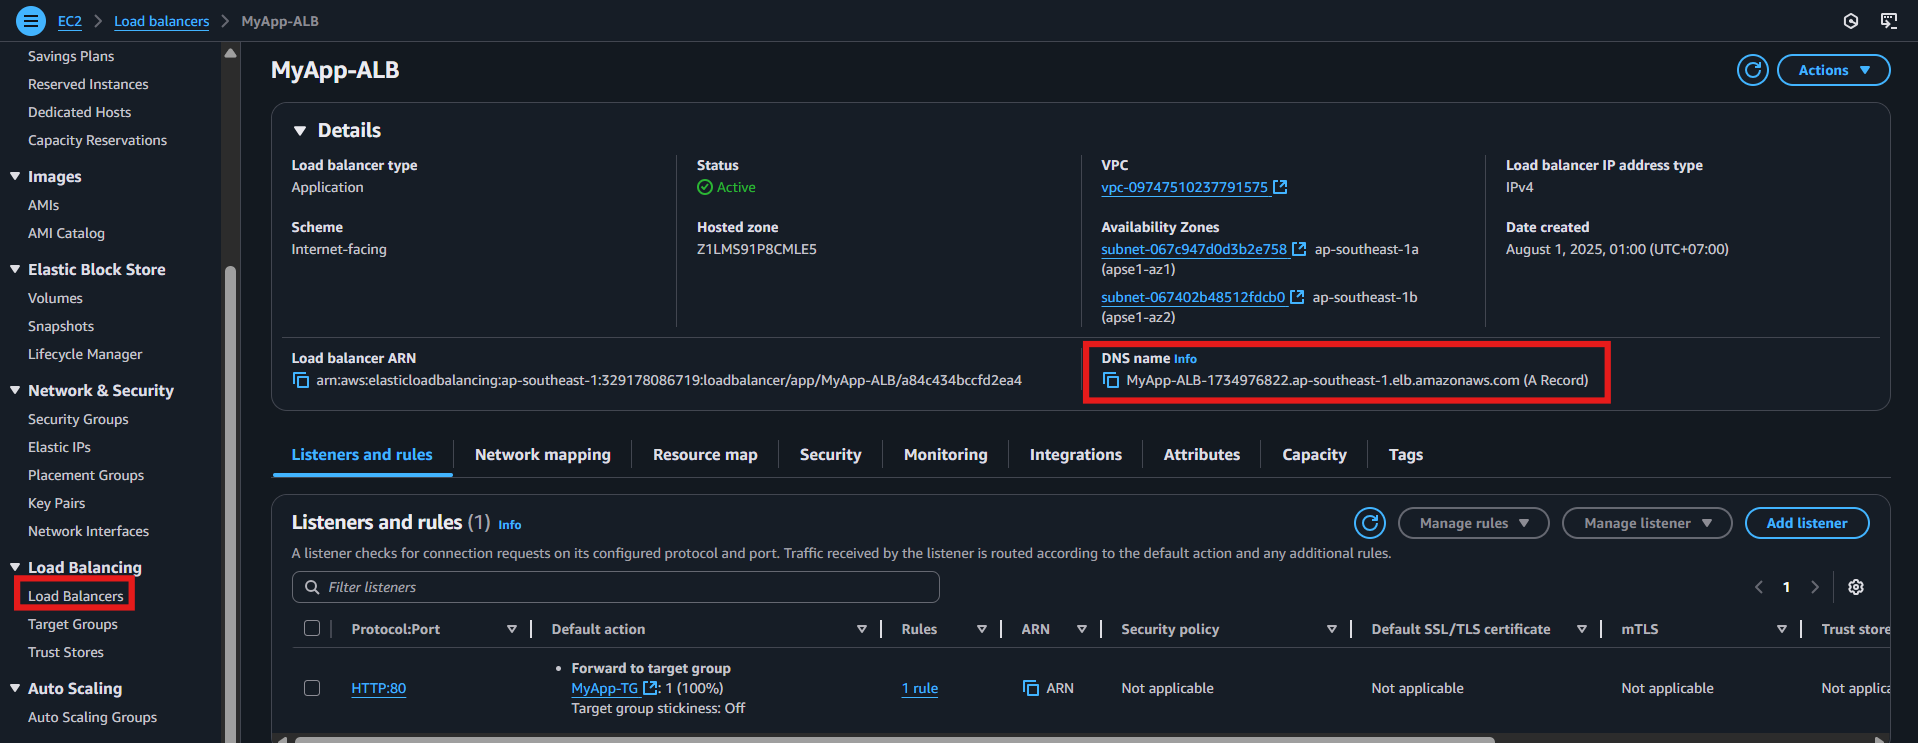 EC2 > Load balancers > MyApp-ALB
Savings Plans
Reserved Instances
Dedicated Hosts
Capacity Reservations
Images
AMIs
AMI Catalog
Elastic Block Store
Volumes
Snapshots
Lifecycle Manager
Network & Security
Security Groups
Elastic IPs
Placement Groups
Key Pairs
Network Interfaces
Load Balancing
Load Balancers
Target Groups
Trust Stores
Auto Scaling
Auto Scaling Groups
MyApp-ALB
Actions
Details
Load balancer type
Application
Status
Active
VPC
vpc-09747510237791575
Load balancer IP address type
IPv4
Scheme
Internet-facing
Hosted zone
Z1LMS91P8CMLE5
Availability Zones
subnet-067c947d0d3b2e758 ap-southeast-1a
(apse1-az1)
subnet-067402b48512fdcb0 ap-southeast-1b
(apse1-az2)
Date created
August 1, 2025, 01:00 (UTC+07:00)
Load balancer ARN
arn:aws:elasticloadbalancing:ap-southeast-1:329178086719:loadbalancer/app/MyApp-ALB/a84c434bccfd2ea4
DNS name Info
MyApp-ALB-1734976822.ap-southeast-1.elb.amazonaws.com (A Record)
Listeners and rules Network mapping Resource map Security Monitoring Integrations Attributes Capacity Tags
Listeners and rules (1) Info
Manage rules Manage listener Add listener
A listener checks for connection requests on its configured protocol and port. Traffic received by the listener is routed according to the default action and any additional rules.
Filter listeners
1
Protocol:Port Default action Rules ARN Security policy Default SSL/TLS certificate mTLS Trust store
HTTP:80
• Forward to target group
MyApp-TG : 1 (100%)
Target group stickiness: Off
1 rule
ARN
Not applicable
Not applicable
Not applicable
Not applica